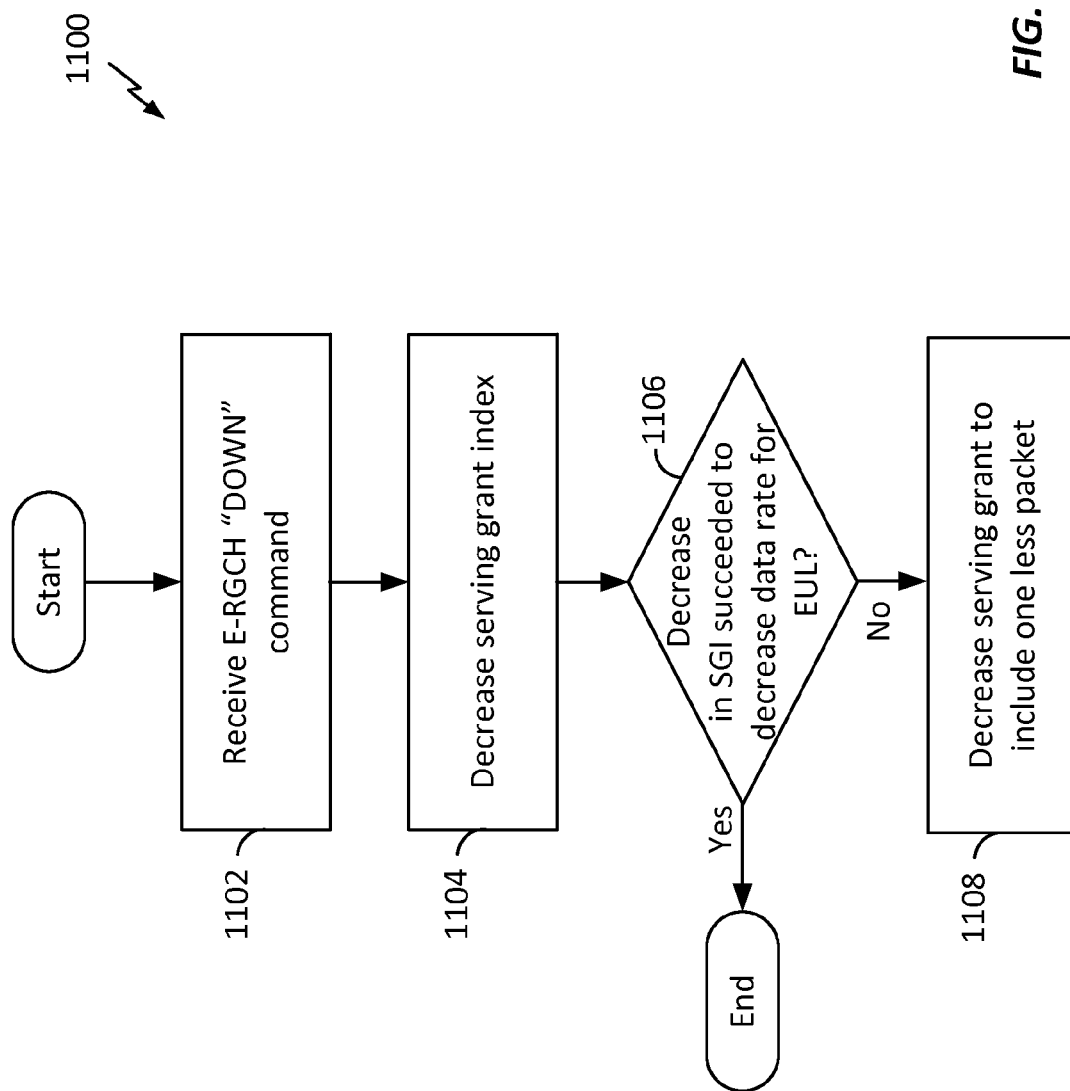 1100
Start
Receive E-RGCH “DOWN”
command
1102
Decrease serving grant index
1104
Decrease
in SGI succeeded to
decrease data rate for
EUL?
1106
Yes
End
No
Decrease serving grant to
include one less packet
1108
FIG.